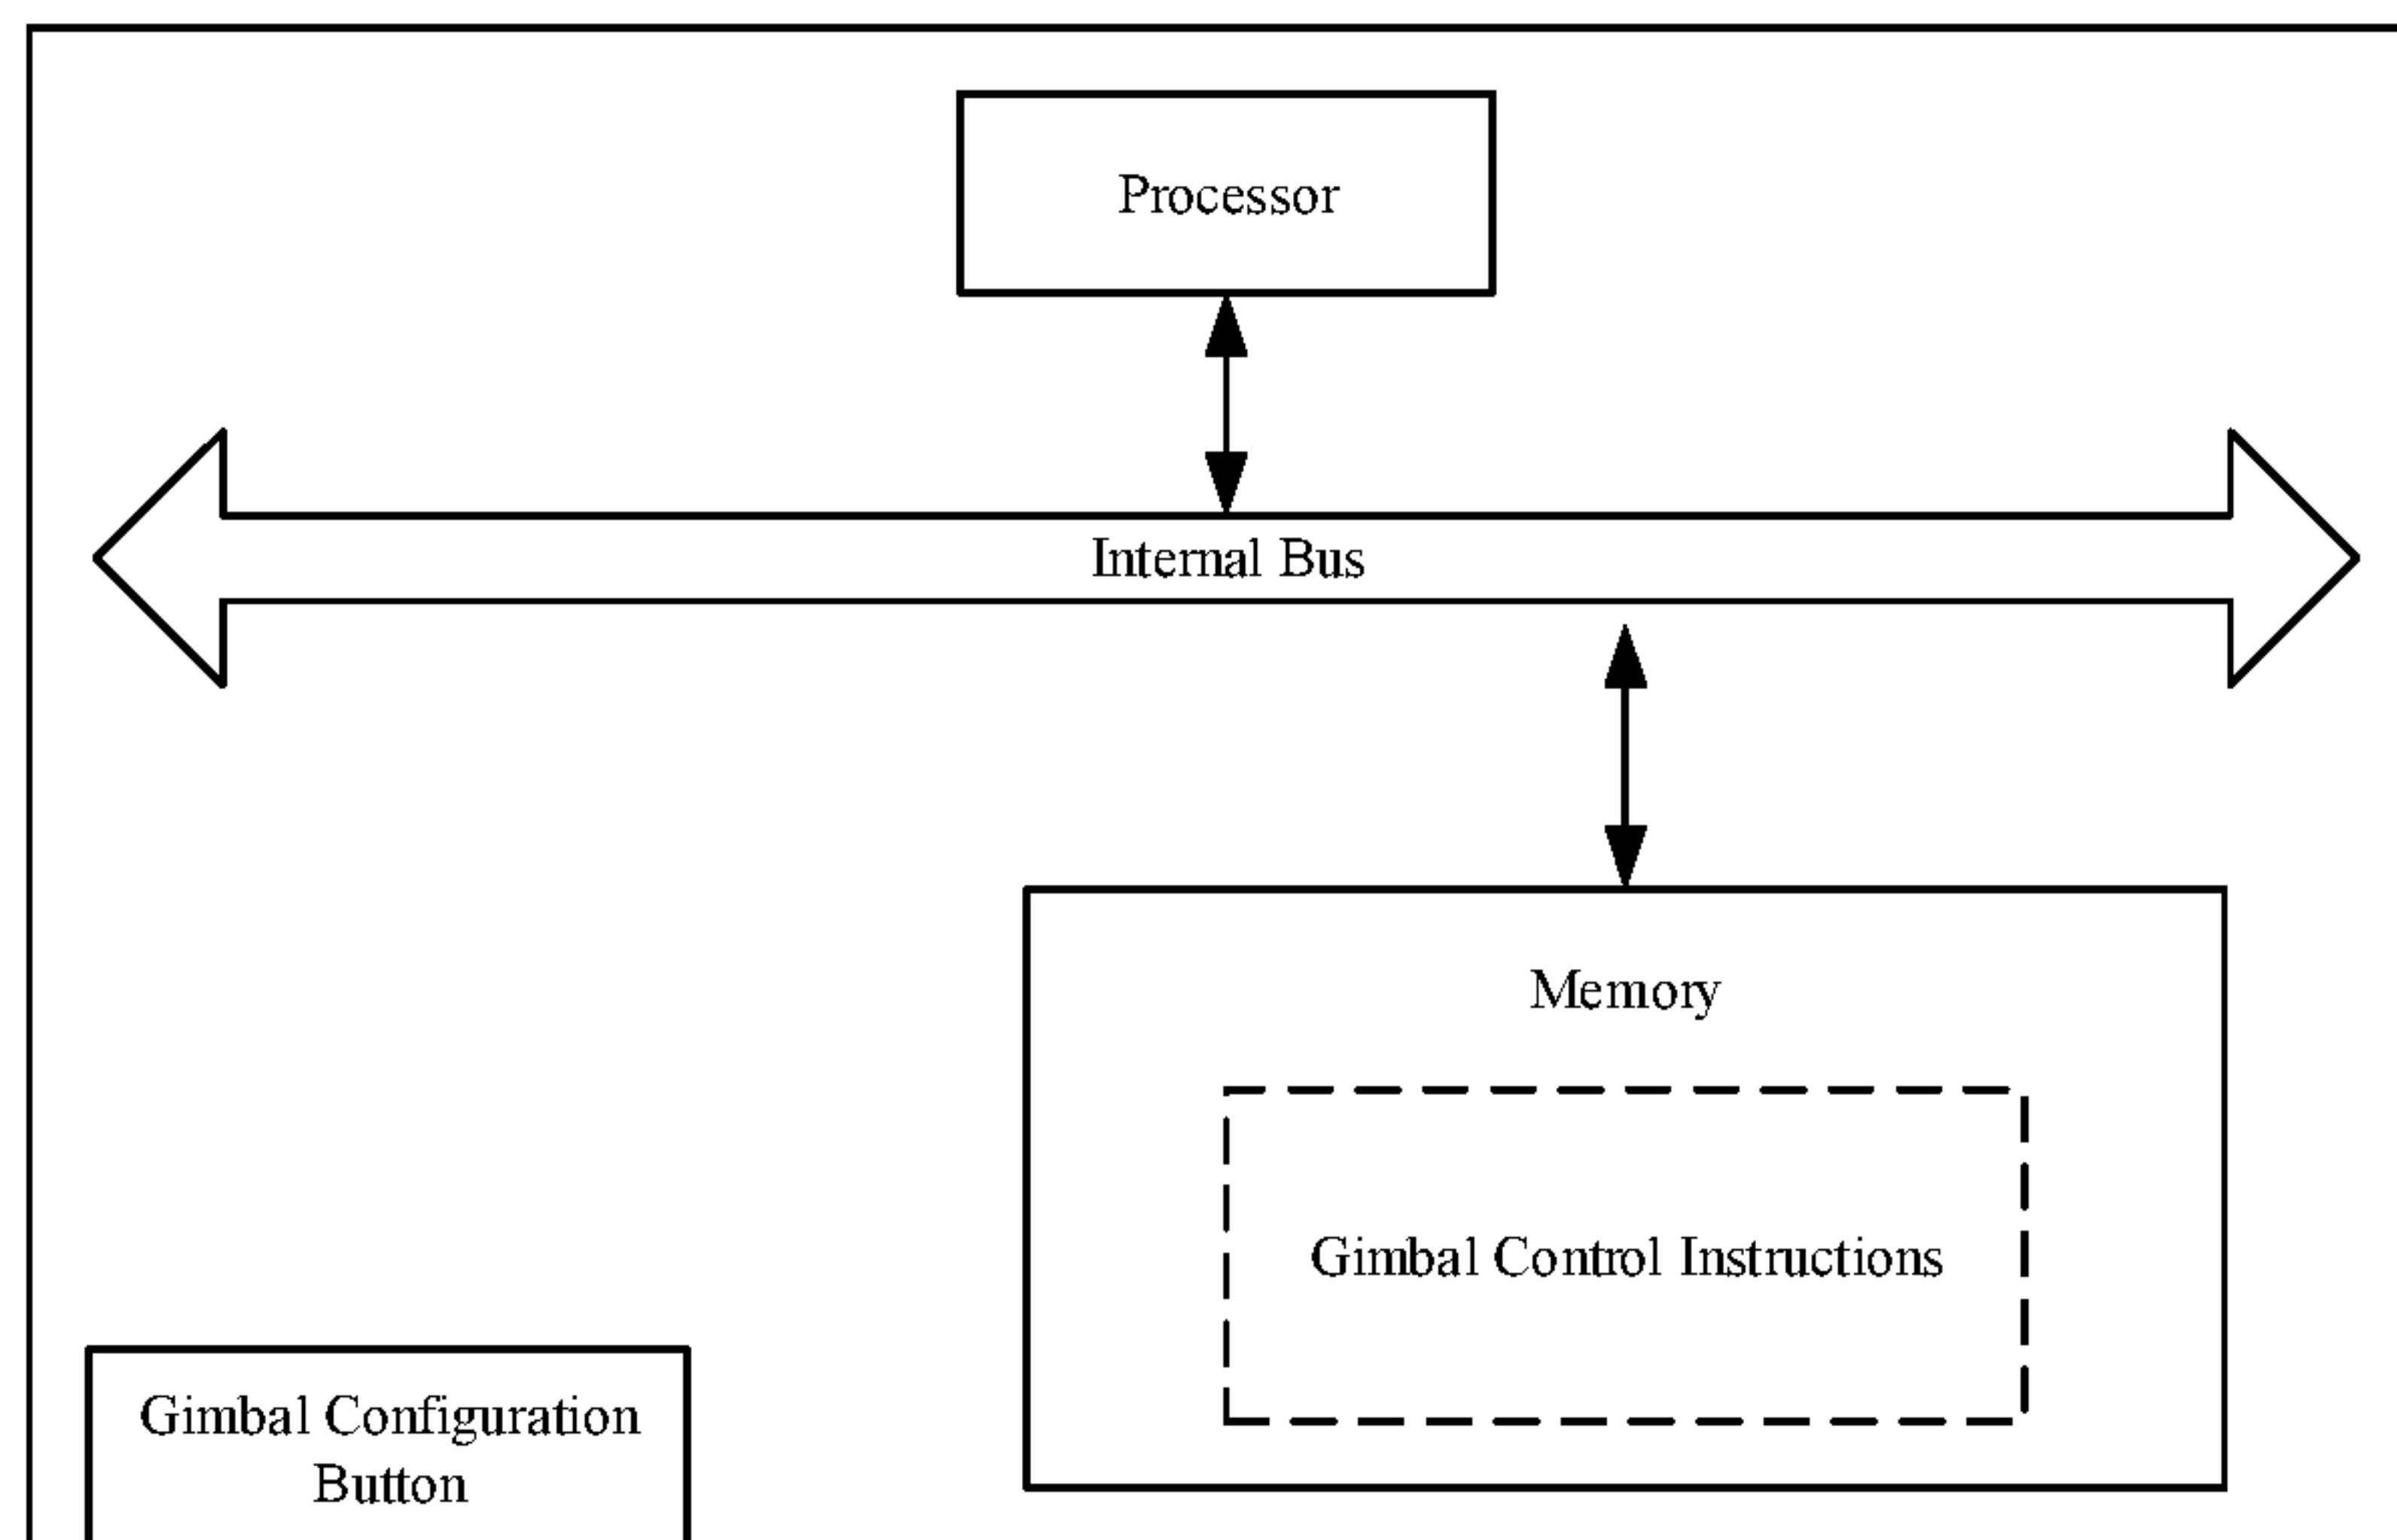 Processor
Internal Bus
Memory
Gimbal Control Instructions
Gimbal Configuration
Button